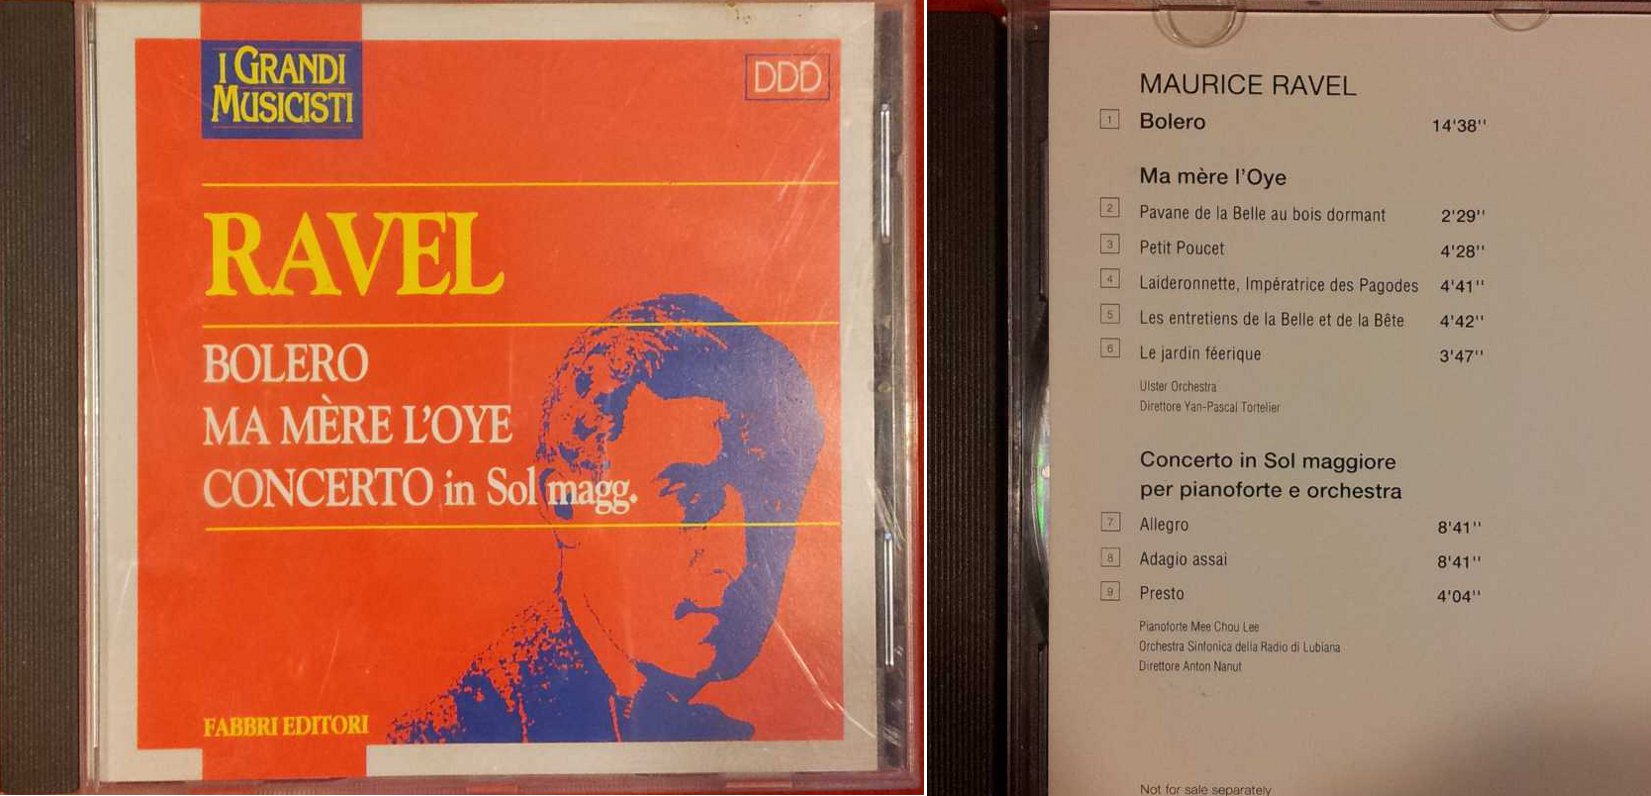 I GRANDI
MUSICISTI
DDD
RAVEL
BOLERO
MA MÈRE L'OYE
CONCERTO in Sol magg.
FABBRI EDITORI
MAURICE RAVEL
1 Bolero 14'38''
Ma mère l'Oye
2 Pavane de la Belle au bois dormant 2'29''
3 Petit Poucet 4'28''
4 Laideronnette, Impératrice des Pagodes 4'41''
5 Les entretiens de la Belle et de la Bête 4'42''
6 Le jardin féerique 3'47''
Ulster Orchestra
Direttore Yan-Pascal Tortelier
Concerto in Sol maggiore
per pianoforte e orchestra
7 Allegro 8'41''
8 Adagio assai 8'41''
9 Presto 4'04''
Pianoforte Mee Chou Lee
Orchestra Sinfonica della Radio di Lubiana
Direttore Anton Nanut
Not for sale separately